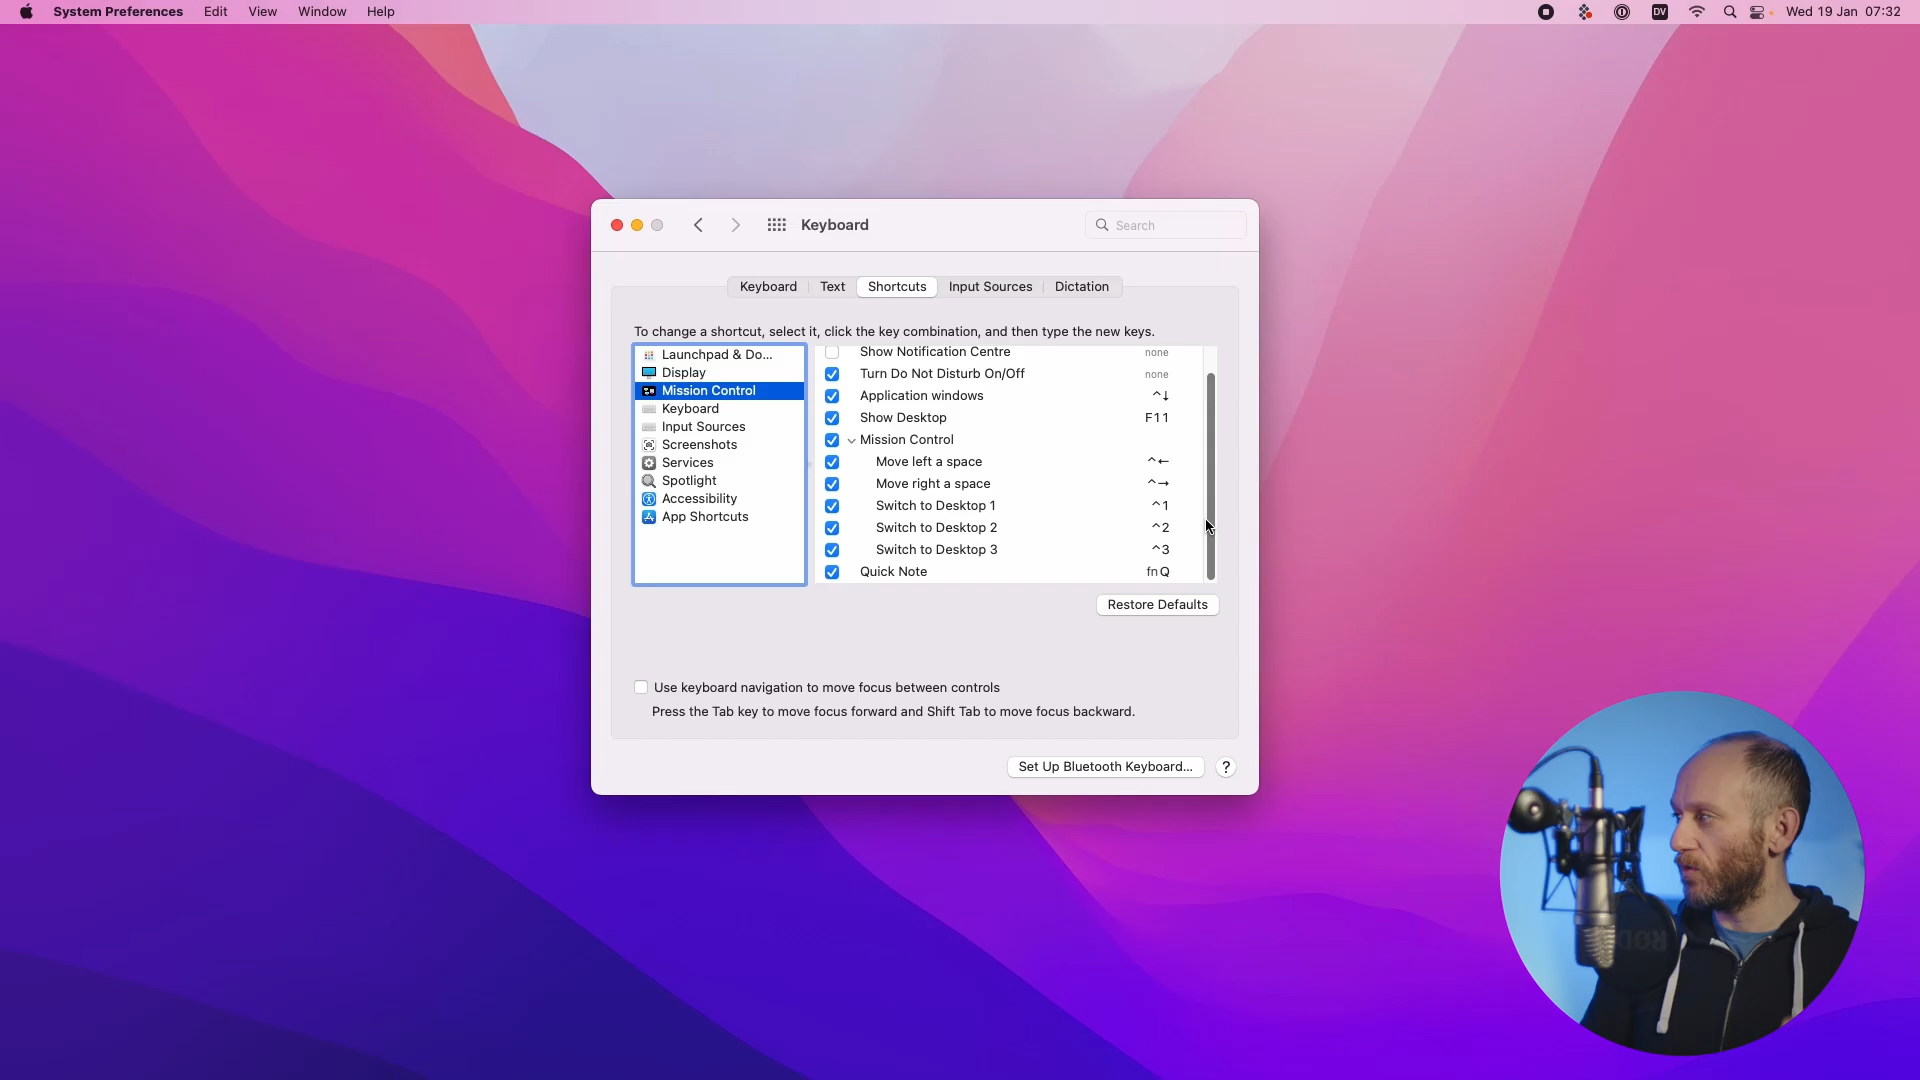 System Preferences Edit View Window Help DV Wed 19 Jan 07:32
Keyboard Search
Keyboard Text Shortcuts Input Sources Dictation
To change a shortcut, select it, click the key combination, and then type the new keys.
Launchpad & Do...
Display
Mission Control
Keyboard
Input Sources
Screenshots
Services
Spotlight
Accessibility
App Shortcuts
Show Notification Centre none
Turn Do Not Disturb On/Off none
Application windows ^↓
Show Desktop F11
Mission Control
Move left a space ^←
Move right a space ^→
Switch to Desktop 1 ^1
Switch to Desktop 2 ^2
Switch to Desktop 3 ^3
Quick Note fnQ
Restore Defaults
Use keyboard navigation to move focus between controls
Press the Tab key to move focus forward and Shift Tab to move focus backward.
Set Up Bluetooth Keyboard... ?
RØDE